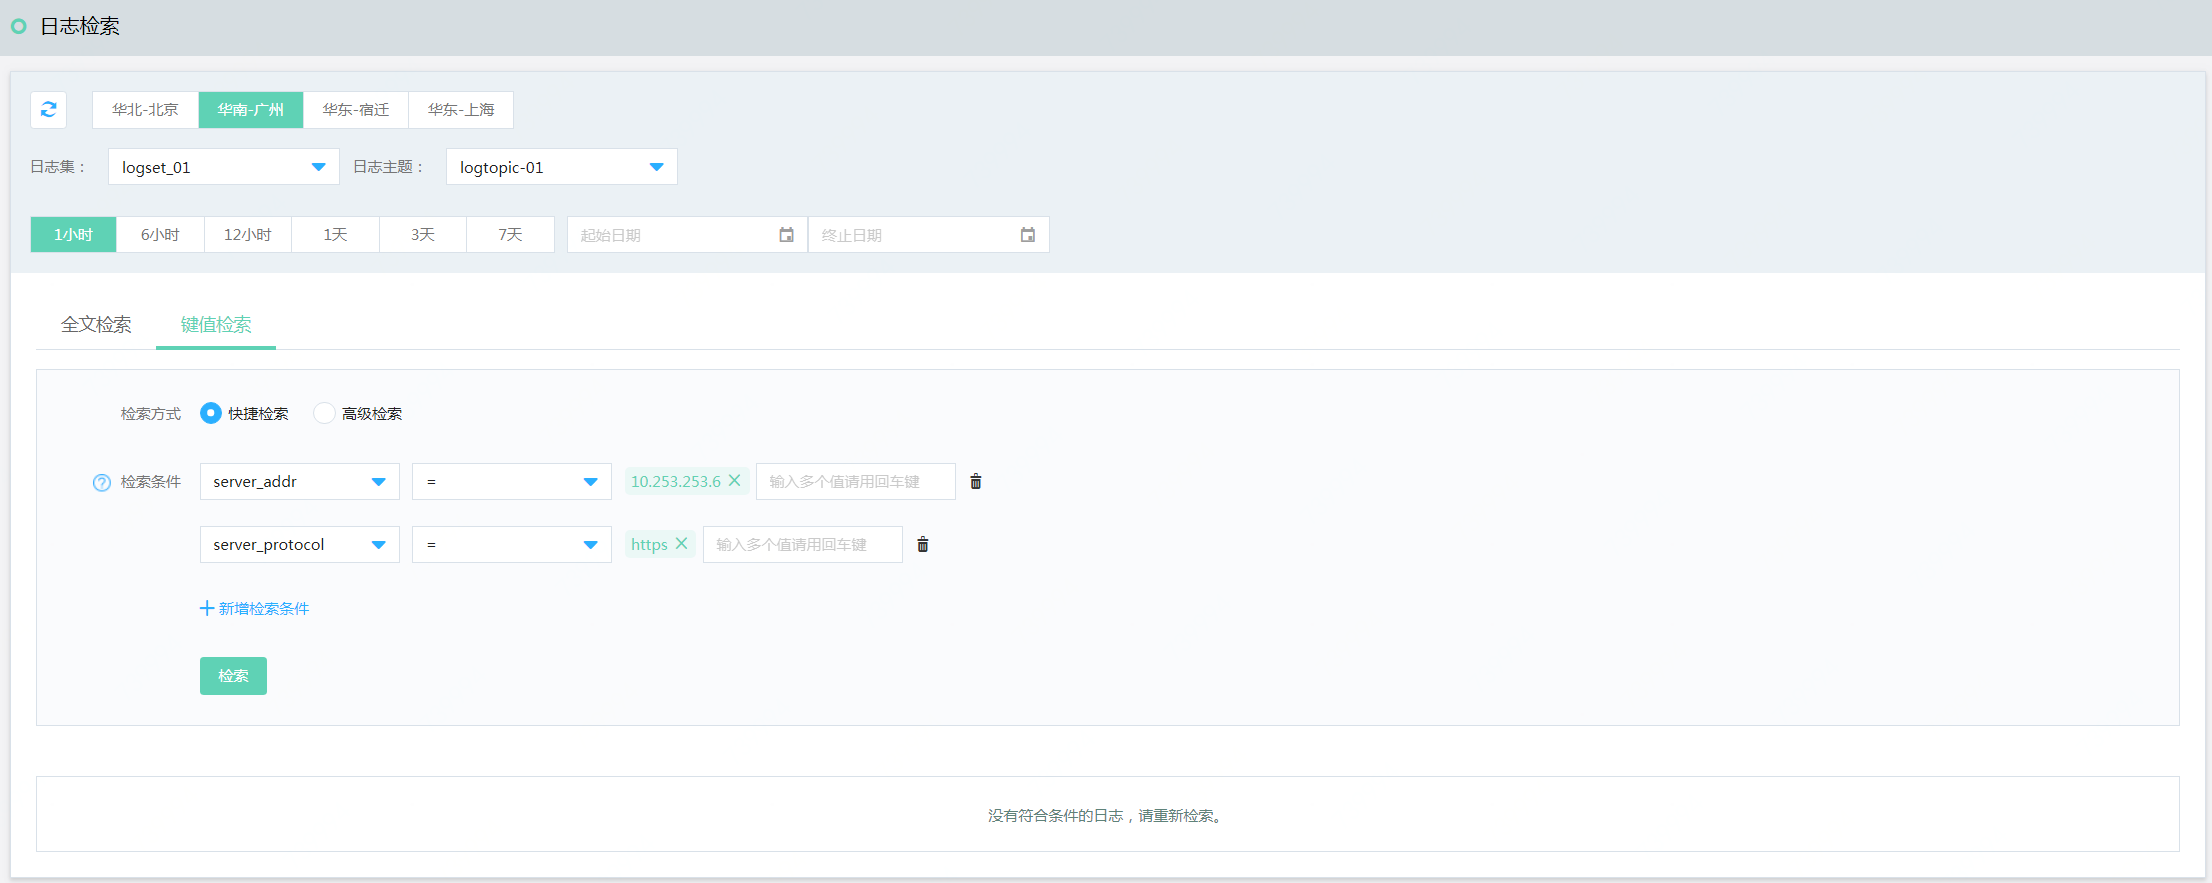 日志检索
华北-北京 华南-广州 华东-宿迁 华东-上海
日志集： logset_01 日志主题： logtopic-01
1小时 6小时 12小时 1天 3天 7天 起始日期 终止日期
全文检索 键值检索
检索方式 快捷检索 高级检索
? 检索条件 server_addr = 10.253.253.6 输入多个值请用回车键
server_protocol = https 输入多个值请用回车键
新增检索条件
检索
没有符合条件的日志，请重新检索。